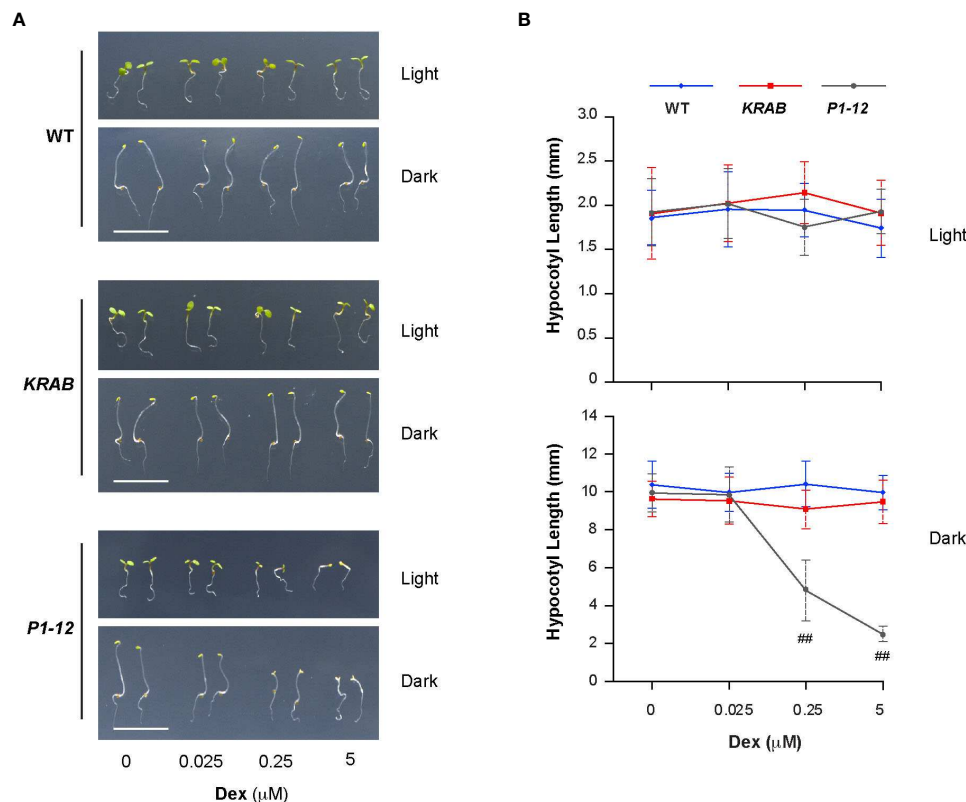 A
WT
Light
Dark
KRAB
Light
Dark
P1-12
Light
Dark
0 0.025 0.25 5
Dex (μM)
B
WT KRAB P1-12
Hypocotyl Length (mm)
3.0
2.5
2.0
1.5
1.0
0.5
0
Light
Hypocotyl Length (mm)
14
12
10
8
6
4
2
0
Dark
## ##
0 0.025 0.25 5
Dex (μM)